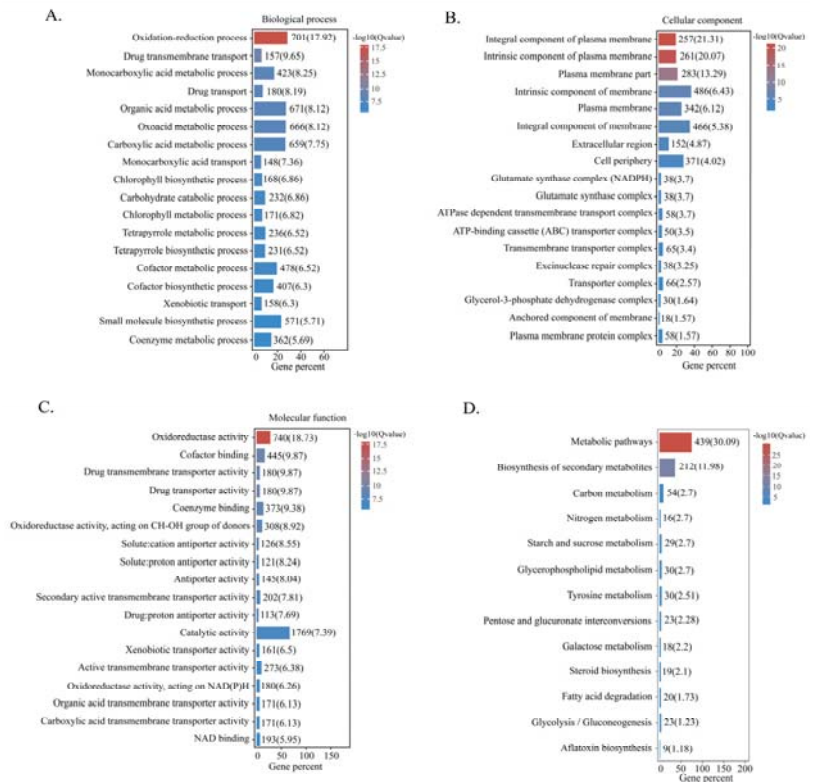 A.
Biological process
Oxidation-reduction process 701(17.92)
Drug transmembrane transport 157(9.65)
Monocarboxylic acid metabolic process 423(8.25)
Drug transport 180(8.19)
Organic acid metabolic process 671(8.12)
Oxoacid metabolic process 666(8.12)
Carboxylic acid metabolic process 659(7.75)
Monocarboxylic acid transport 148(7.36)
Chlorophyll biosynthetic process 168(6.86)
Carbohydrate catabolic process 232(6.86)
Chlorophyll metabolic process 171(6.82)
Tetrapyrrole metabolic process 236(6.52)
Tetrapyrrole biosynthetic process 231(6.52)
Cofactor metabolic process 478(6.52)
Cofactor biosynthetic process 407(6.3)
Xenobiotic transport 158(6.3)
Small molecule biosynthetic process 571(5.71)
Coenzyme metabolic process 362(5.69)
0 20 40 60
Gene percent
-log10(Qvalue)
17.5
15.0
12.5
10.0
7.5
B.
Cellular component
Integral component of plasma membrane 257(21.31)
Intrinsic component of plasma membrane 261(20.07)
Plasma membrane part 283(13.29)
Intrinsic component of membrane 486(6.43)
Plasma membrane 342(6.12)
Integral component of membrane 466(5.38)
Extracellular region 152(4.87)
Cell periphery 371(4.02)
Glutamate synthase complex (NADPH) 38(3.7)
Glutamate synthase complex 38(3.7)
ATPase dependent transmembrane transport complex 58(3.7)
ATP-binding cassette (ABC) transporter complex 50(3.5)
Transmembrane transporter complex 65(3.4)
Excinuclease repair complex 38(3.25)
Transporter complex 66(2.57)
Glycerol-3-phosphate dehydrogenase complex 30(1.64)
Anchored component of membrane 18(1.57)
Plasma membrane protein complex 58(1.57)
0 20 40 60 80 100
Gene percent
-log10(Qvalue)
20
15
10
5
C.
Molecular function
Oxidoreductase activity 740(18.73)
Cofactor binding 445(9.87)
Drug transmembrane transporter activity 180(9.87)
Drug transporter activity 180(9.87)
Coenzyme binding 373(9.38)
Oxidoreductase activity, acting on CH-OH group of donors 308(8.92)
Solute:cation antiporter activity 126(8.55)
Solute:proton antiporter activity 121(8.24)
Antiporter activity 145(8.04)
Secondary active transmembrane transporter activity 202(7.81)
Drug:proton antiporter activity 113(7.69)
Catalytic activity 1769(7.39)
Xenobiotic transporter activity 161(6.5)
Active transmembrane transporter activity 273(6.38)
Oxidoreductase activity, acting on NAD(P)H 180(6.26)
Organic acid transmembrane transporter activity 171(6.13)
Carboxylic acid transmembrane transporter activity 171(6.13)
NAD binding 193(5.95)
0 50 100 150
Gene percent
-log10(Qvalue)
17.5
15.0
12.5
10.0
7.5
D.
Metabolic pathways 439(30.09)
Biosynthesis of secondary metabolites 212(11.98)
Carbon metabolism 54(2.7)
Nitrogen metabolism 16(2.7)
Starch and sucrose metabolism 29(2.7)
Glycerophospholipid metabolism 30(2.7)
Tyrosine metabolism 30(2.51)
Pentose and glucuronate interconversions 23(2.28)
Galactose metabolism 18(2.2)
Steroid biosynthesis 19(2.1)
Fatty acid degradation 20(1.73)
Glycolysis / Gluconeogenesis 23(1.23)
Aflatoxin biosynthesis 9(1.18)
0 50 100 150 200
Gene percent
-log10(Qvalue)
25
20
15
10
5